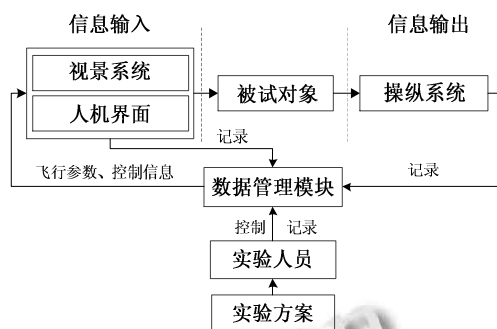 信息输入
信息输出
视景系统
人机界面
被试对象
操纵系统
记录
飞行参数、控制信息
数据管理模块
记录
控制
记录
实验人员
实验方案